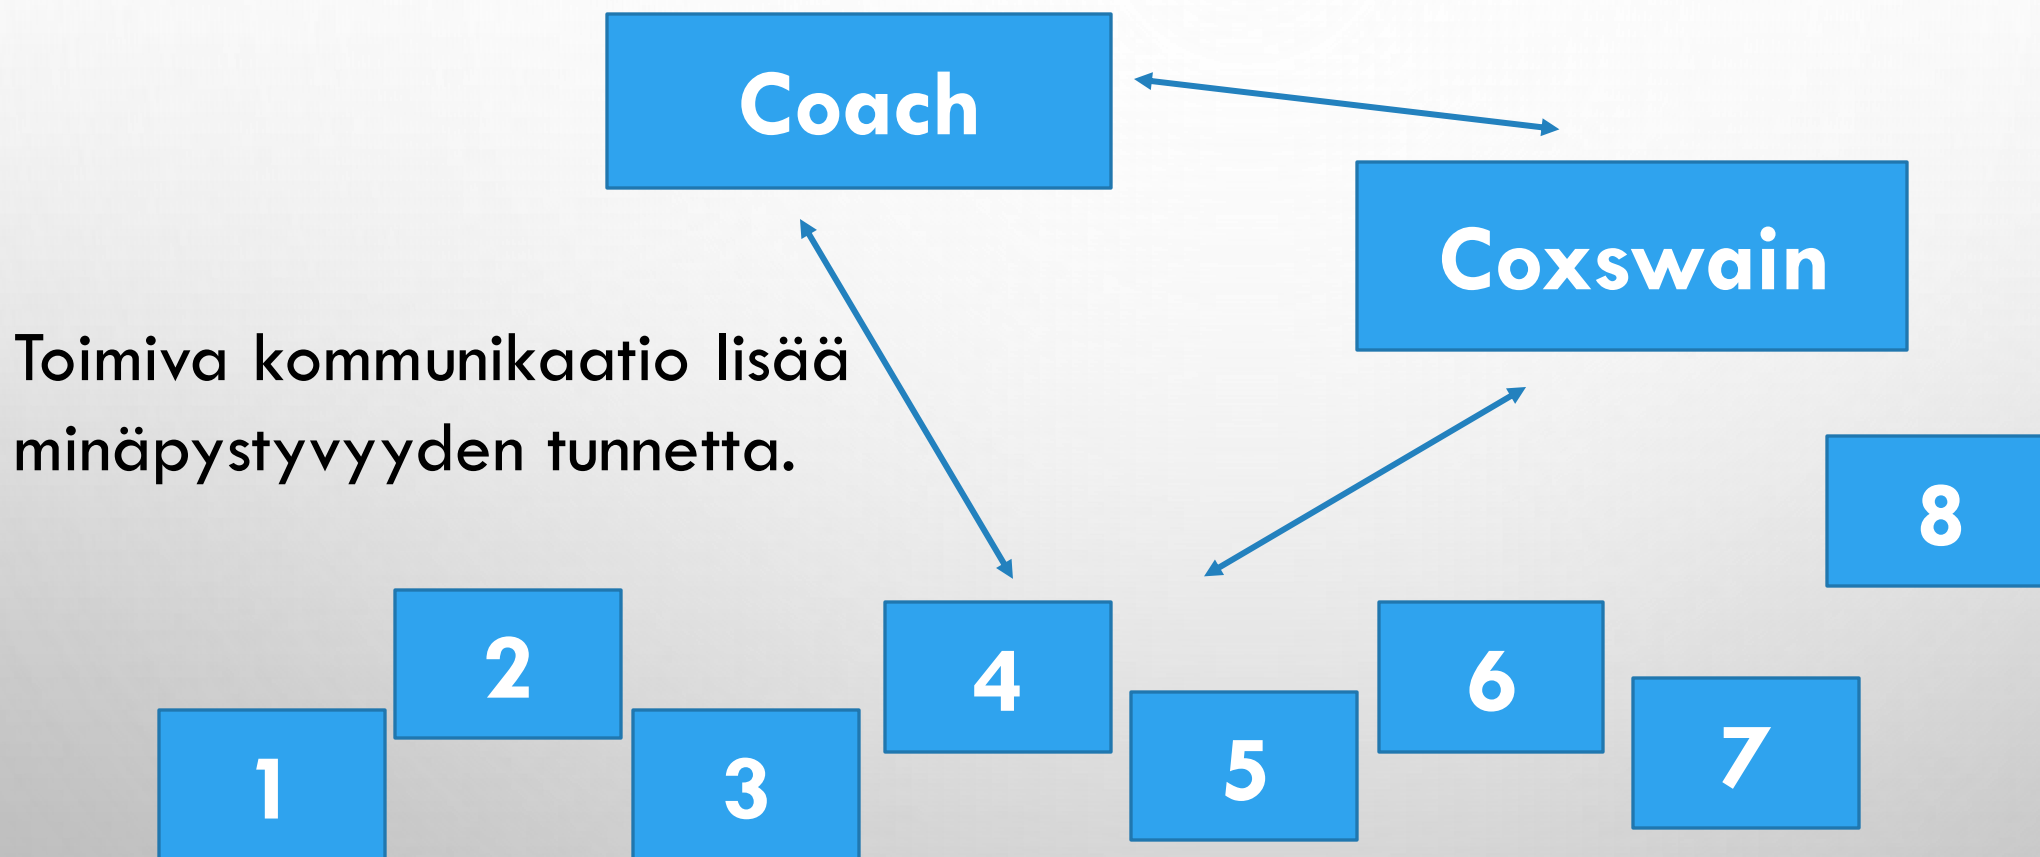 Coach
Coxswain
Toimiva kommunikaatio lisää
minäpystyvyyden tunnetta.
8
2
4
6
1
3
5
7